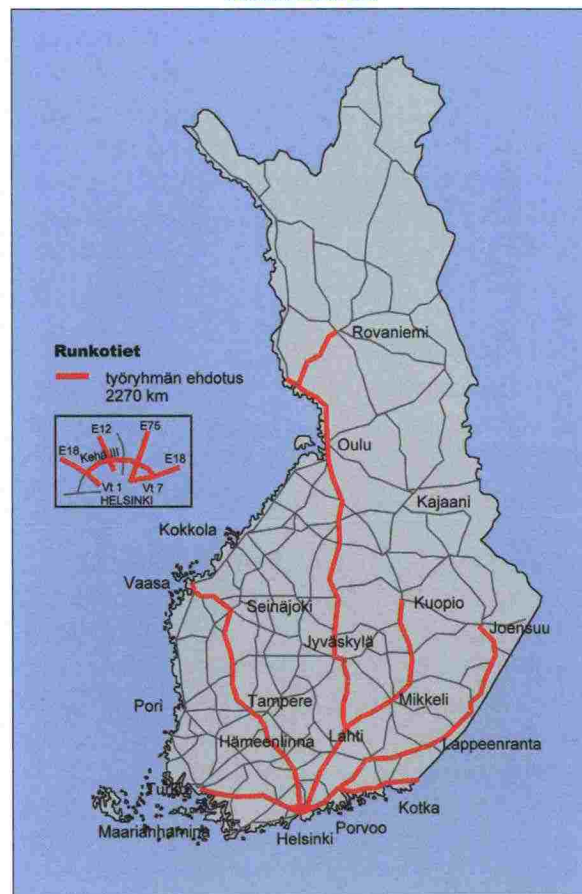 Rovaniemi
Runkotiet
työryhmän ehdotus
2270 km
E12
E75
E18
Kehä III
E18
Vt 1
Vt 7
HELSINKI
Oulu
Kajaani
Kokkola
Vaasa
Seinäjoki
Kuopio
Joensuu
Jyväskylä
Pori
Tampere
Mikkeli
Hämeenlinna
Lahti
Lappeenranta
Turku
Kotka
Maarianhamina
Helsinki
Porvoo